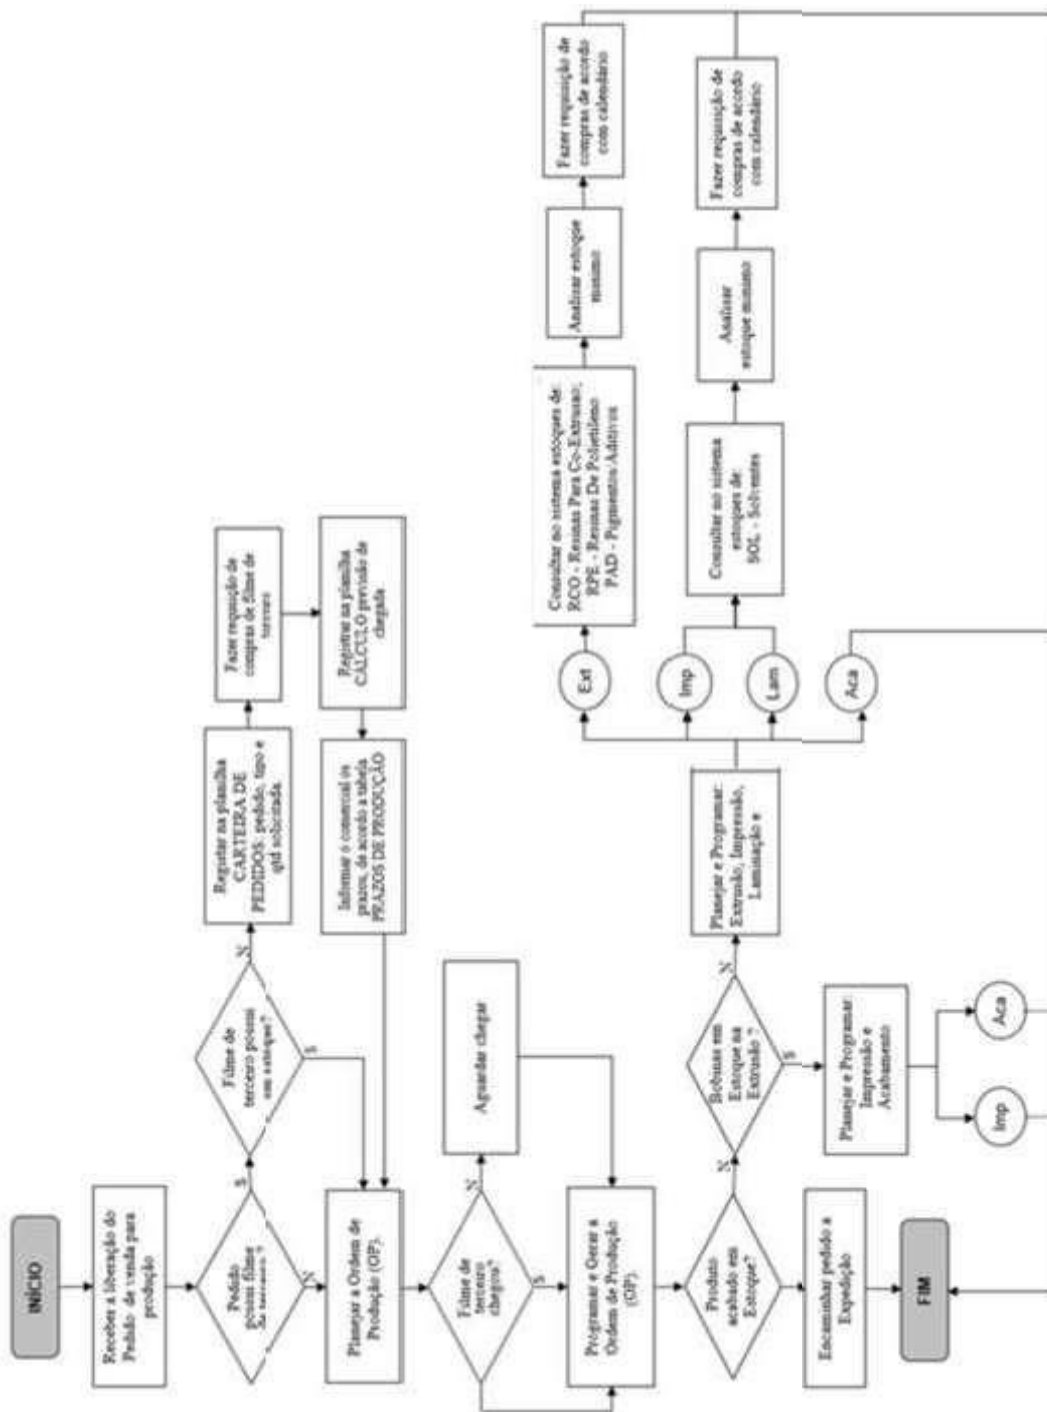 INÍCIO
Receber a liberação do
Pedido de venda para
produção
Pedido
possui filme
de terceiro ?
S
N
Filme de
terceiro possui
em estoque?
N
S
Registar na planilha
CARTEIRA DE
PEDIDOS: pedido, tipo e
qtd solicitada.
Fazer requisição de
compras de filme de
terceiro
Registrar na planilha
CÁLCULO previsão de
chegada
Informar o comercial os
prazos, de acordo a tabela
PRAZOS DE PRODUÇÃO
Planejar a Ordem de
Produção (OP).
Filme de
terceiro
chegou?
N
S
Aguardar chegar
Programar e Gerar a
Ordem de Produção
(OP).
Produto
acabado em
Estoque?
N
S
Bobinas em
Estoque na
Extrusão ?
N
S
Planejar e Programar:
Extrusão, Impressão,
Laminação e
Ext
Imp
Lam
Aca
Consultar no sistema estoques de:
RCO - Resinas Para Co-Extrusão;
RPE - Resinas De Polietileno
PAD - Pigmentos/Aditivos
Analizar estoque
mínimo
Fazer requisição de
compras de acordo
com calendário
Consultar no sistema
estoques de:
SOL - Solventes
Analizar
estoque mínimo
Fazer requisição de
compras de acordo
com calendário
Planejar e Programar:
Impressão e
Acabamento
Imp
Aca
Encaminhar pedido a
Expedição
FIM